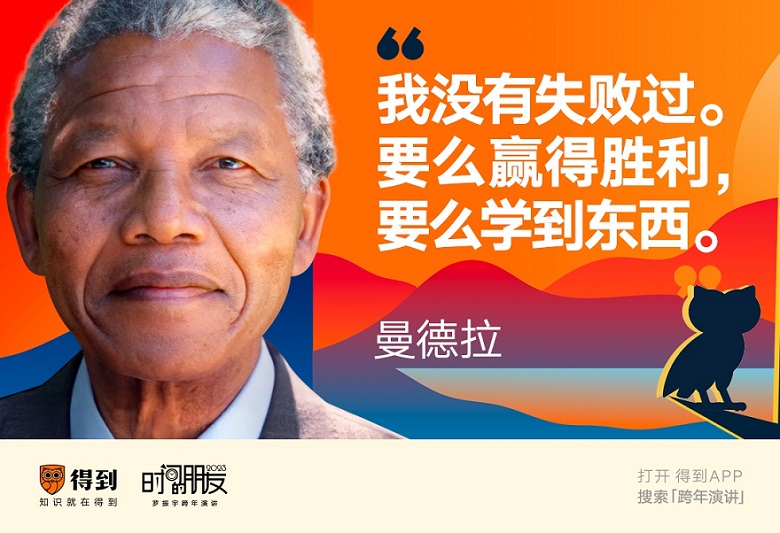 “
我没有失败过。
要么赢得胜利，
要么学到东西。
”
曼德拉
得到
知识就在得到
时间的朋友
2023
罗振宇跨年演讲
打开 得到APP
搜索「跨年演讲」